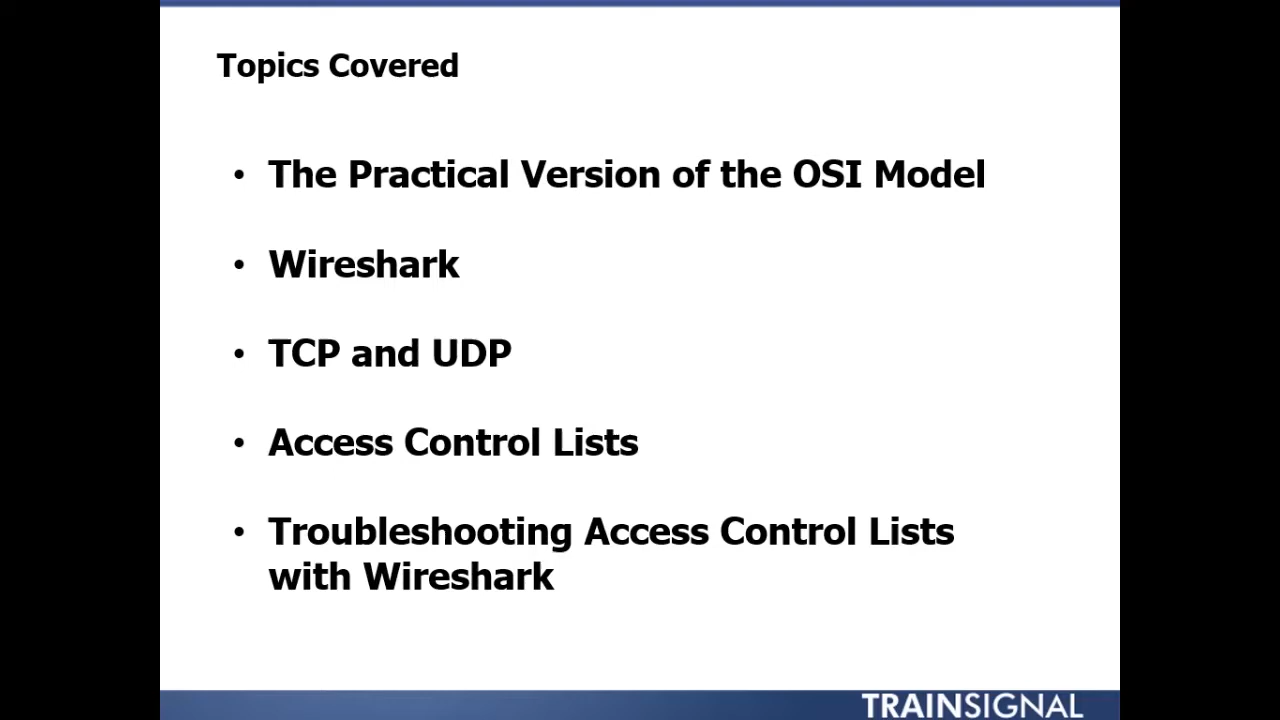 Topics Covered
• The Practical Version of the OSI Model
• Wireshark
• TCP and UDP
• Access Control Lists
• Troubleshooting Access Control Lists
with Wireshark
TRAINSIGNAL